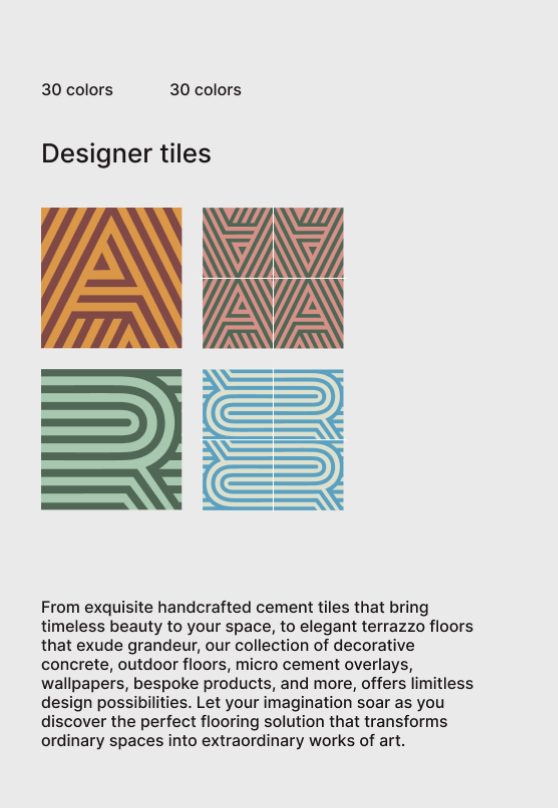 30 colors 30 colors
Designer tiles
From exquisite handcrafted cement tiles that bring
timeless beauty to your space, to elegant terrazzo floors
that exude grandeur, our collection of decorative
concrete, outdoor floors, micro cement overlays,
wallpapers, bespoke products, and more, offers limitless
design possibilities. Let your imagination soar as you
discover the perfect flooring solution that transforms
ordinary spaces into extraordinary works of art.